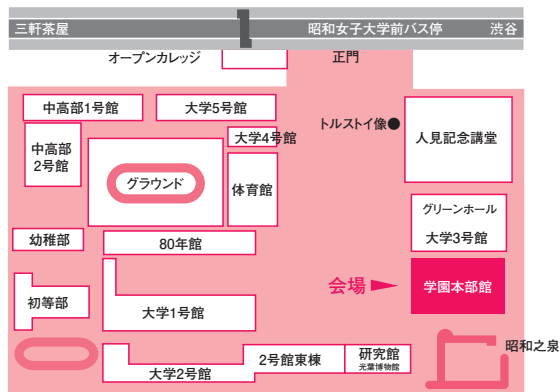 三軒茶屋
昭和女子大学前バス停
渋谷
オープンカレッジ
正門
中高部1号館
大学5号館
トルストイ像●
人見記念講堂
大学4号館
中高部
2号館
グラウンド
体育館
グリーンホール
大学3号館
幼稚部
80年館
会場
学園本部館
初等部
大学1号館
昭和之泉
2号館東棟
研究館
光葉博物館
大学2号館